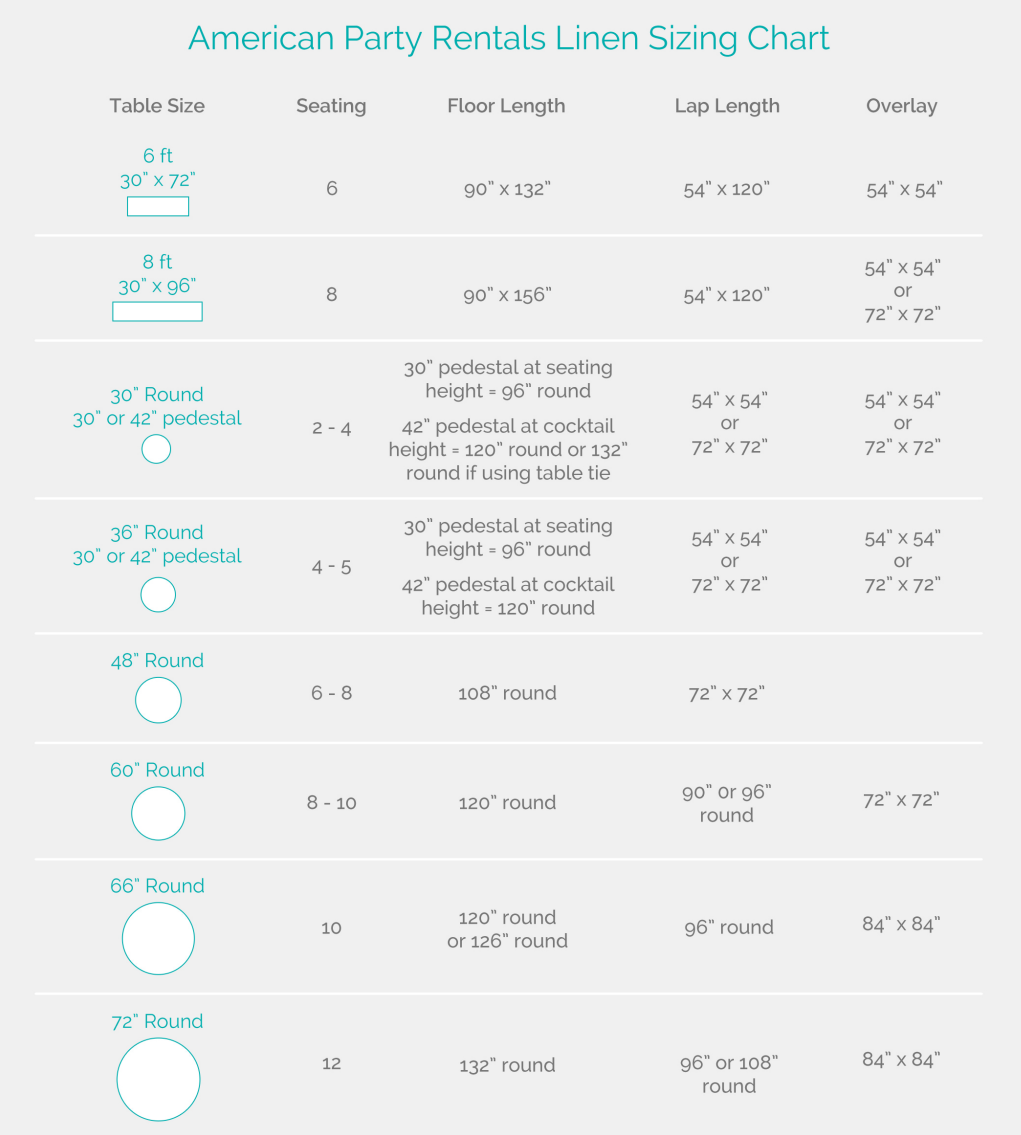 American Party Rentals Linen Sizing Chart
Table Size Seating Floor Length Lap Length Overlay
6 ft
30” x 72”
6
90” x 132”
54” x 120”
54” x 54”
8 ft
30” x 96”
8
90” x 156”
54” x 120”
54” x 54”
or
72” x 72”
30” Round
30” or 42” pedestal
2 - 4
30” pedestal at seating
height = 96” round
42” pedestal at cocktail
height = 120” round or 132”
round if using table tie
54” x 54”
or
72” x 72”
54” x 54”
or
72” x 72”
36” Round
30” or 42” pedestal
4 - 5
30” pedestal at seating
height = 96” round
42” pedestal at cocktail
height = 120” round
54” x 54”
or
72” x 72”
54” x 54”
or
72” x 72”
48” Round
6 - 8
108” round
72” x 72”
60” Round
8 - 10
120” round
90” 0r 96”
round
72” x 72”
66” Round
10
120” round
or 126” round
96” round
84” x 84”
72” Round
12
132” round
96” or 108”
round
84” x 84”